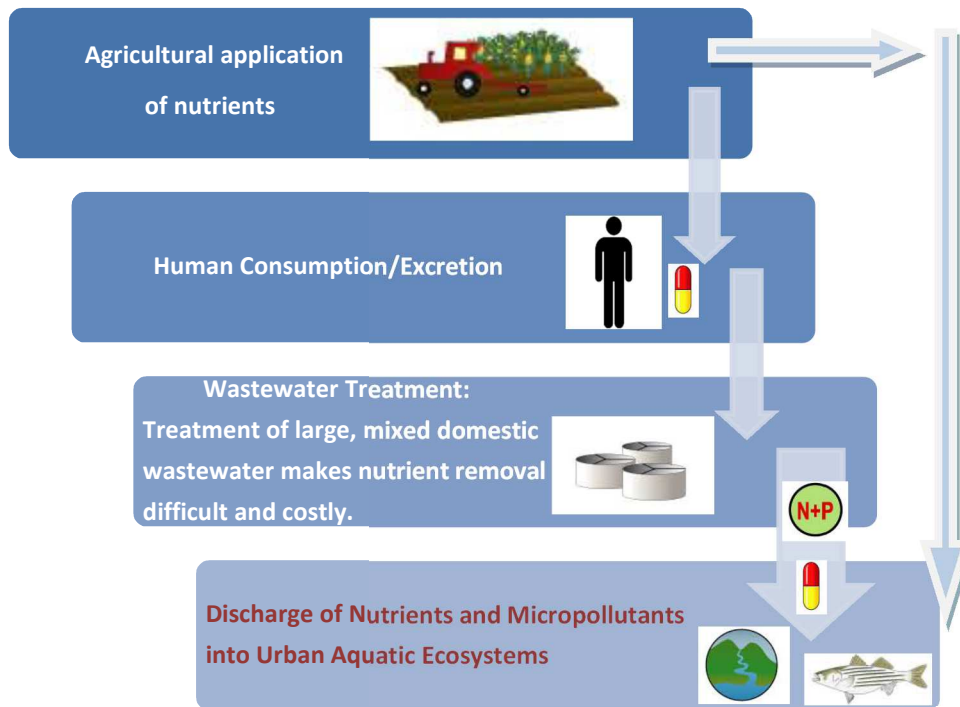 Agricultural application
of nutrients
Human Consumption/Excretion
Wastewater Treatment:
Treatment of large, mixed domestic
wastewater makes nutrient removal
difficult and costly.
N+P
Discharge of Nutrients and Micropollutants
into Urban Aquatic Ecosystems